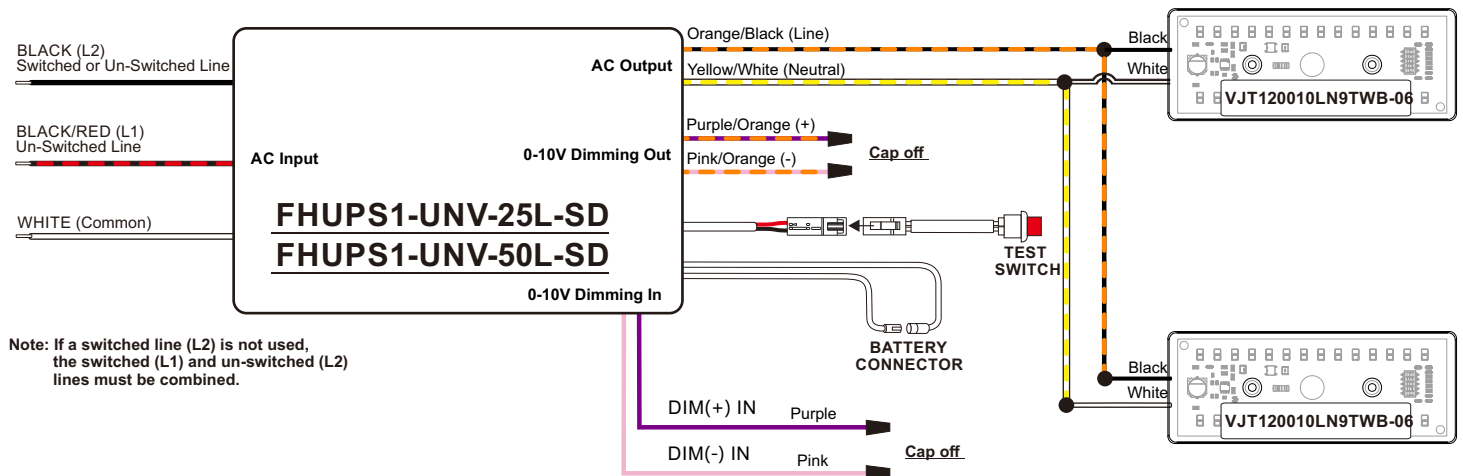 BLACK (L2)
Switched or Un-Switched Line
BLACK/RED (L1)
Un-Switched Line
WHITE (Common)
AC Input
AC Output
0-10V Dimming Out
FHUPS1-UNV-25L-SD
FHUPS1-UNV-50L-SD
0-10V Dimming In
Orange/Black (Line)
Yellow/White (Neutral)
Purple/Orange (+)
Pink/Orange (-)
Cap off
TEST
SWITCH
BATTERY
CONNECTOR
Black
White
VJT120010LN9TWB-06
Black
White
VJT120010LN9TWB-06
Note: If a switched line (L2) is not used,
the switched (L1) and un-switched (L2)
lines must be combined.
DIM(+) IN
Purple
DIM(-) IN
Pink
Cap off